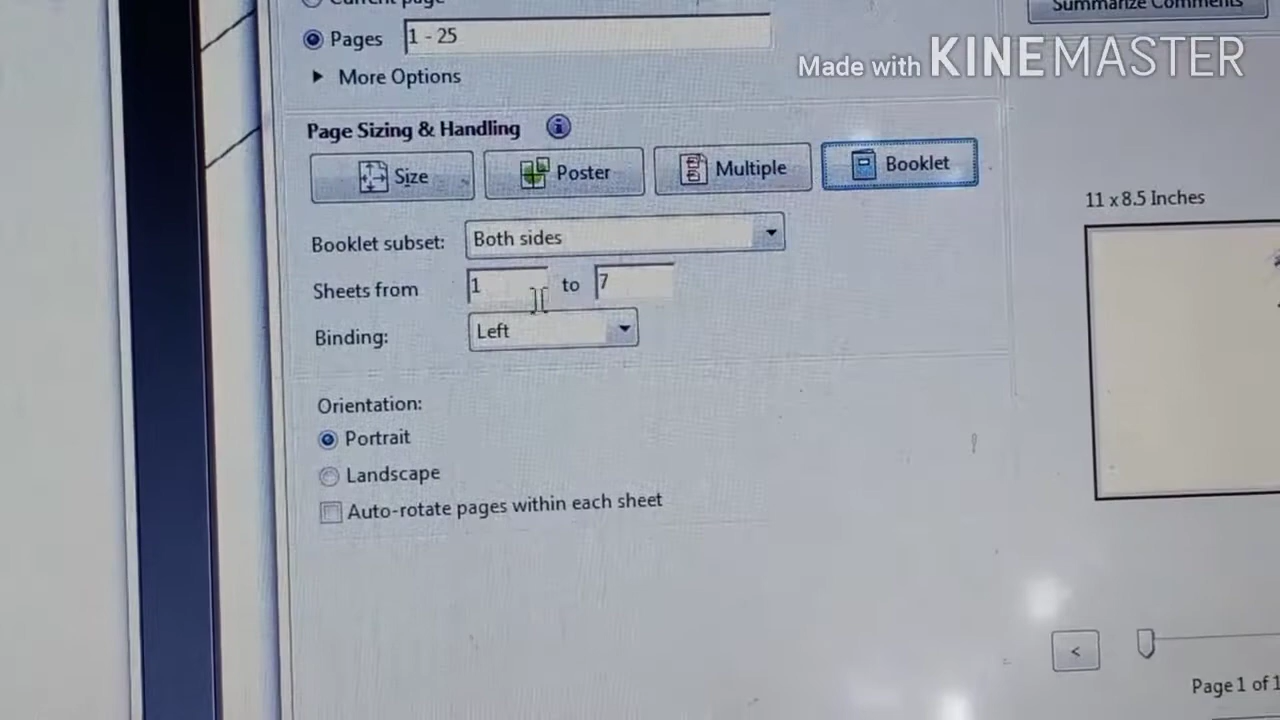 Current page
Summarize Comments
Pages 1 - 25
Made with KINEMASTER
More Options
Page Sizing & Handling
Size Poster Multiple Booklet
11 x 8.5 Inches
Booklet subset: Both sides
Sheets from 1 to 7
Binding: Left
Orientation:
Portrait
Landscape
Auto-rotate pages within each sheet
<
Page 1 of 1